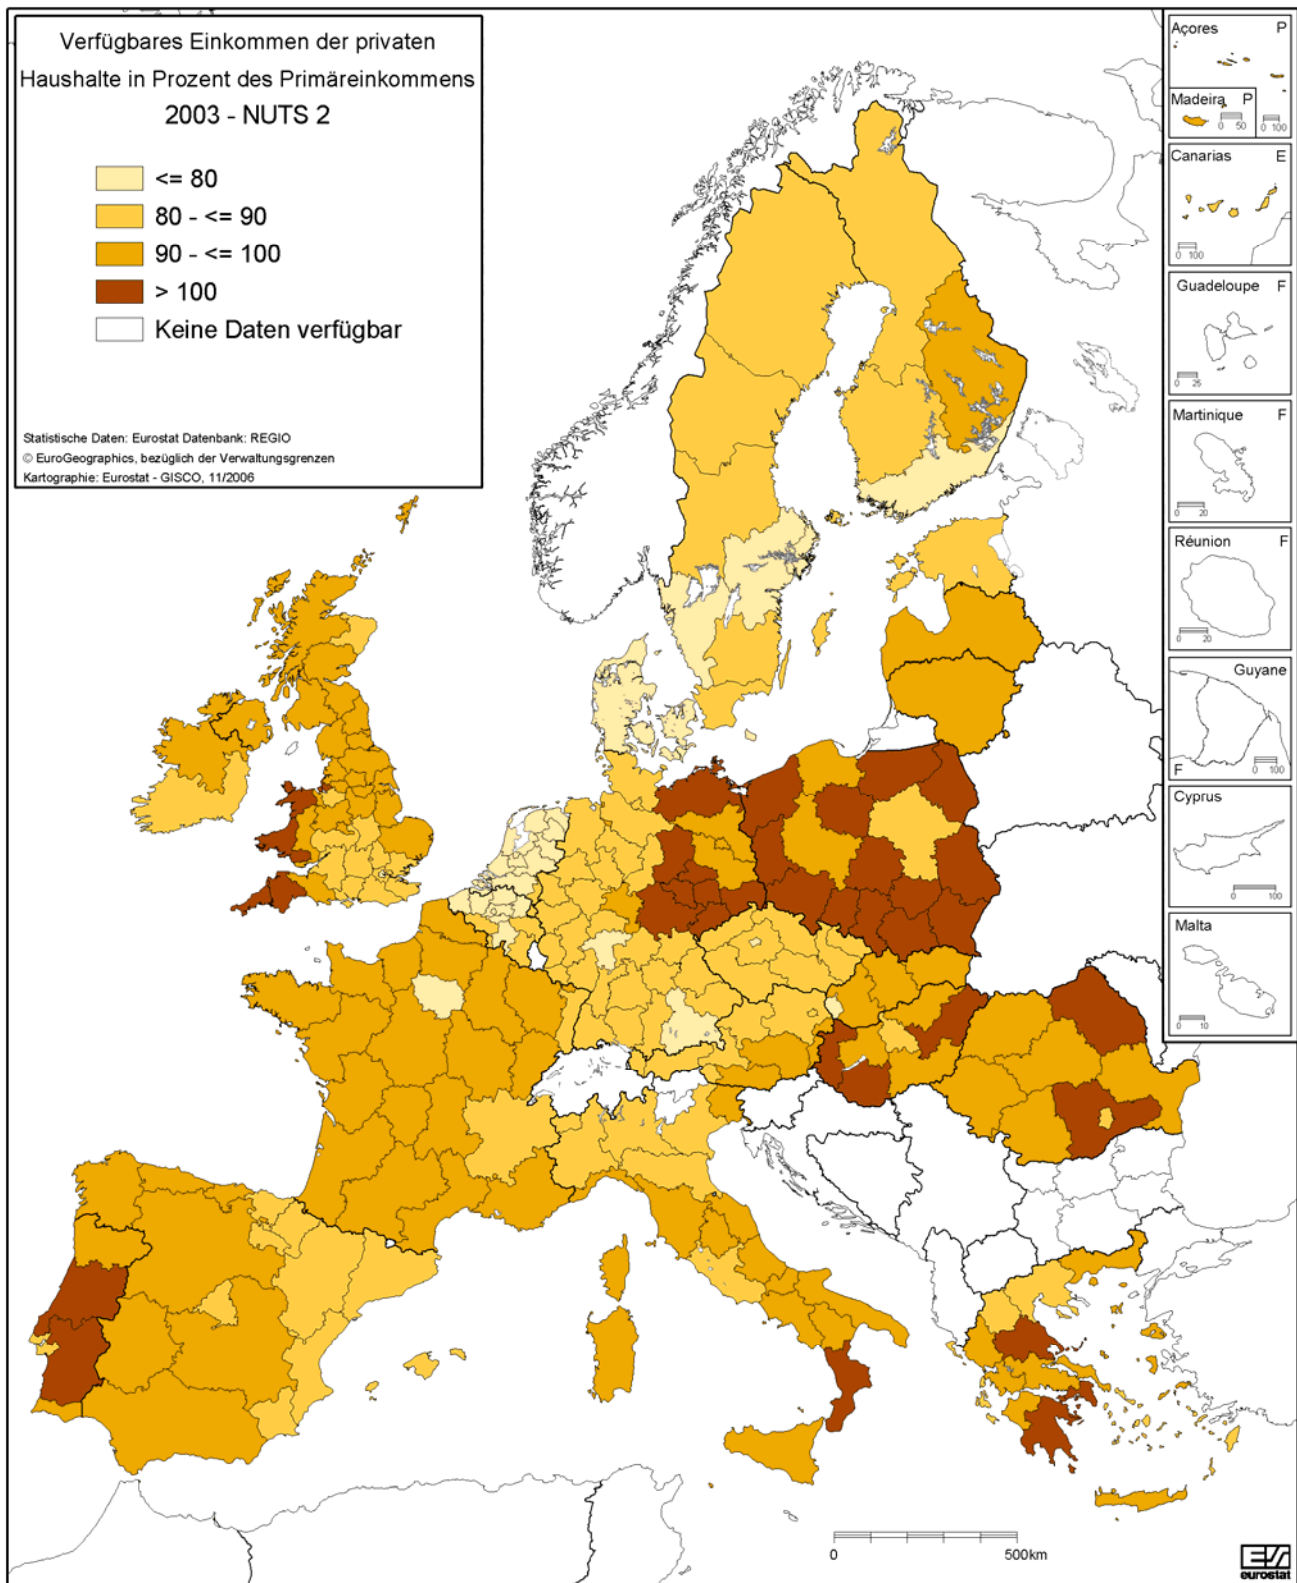 Verfügbares Einkommen der privaten
Haushalte in Prozent des Primäreinkommens
2003 - NUTS 2
<= 80
80 - <= 90
90 - <= 100
> 100
Keine Daten verfügbar
Statistische Daten: Eurostat Datenbank: REGIO
© EuroGeographics, bezüglich der Verwaltungsgrenzen
Kartographie: Eurostat - GISCO, 11/2006
Açores P
Madeira P
0 50
0 100
Canarias E
0 100
Guadeloupe F
0 25
Martinique F
0 20
Réunion F
0 20
Guyane
F
0 100
Cyprus
0 100
Malta
0 10
0 500km
eurostat